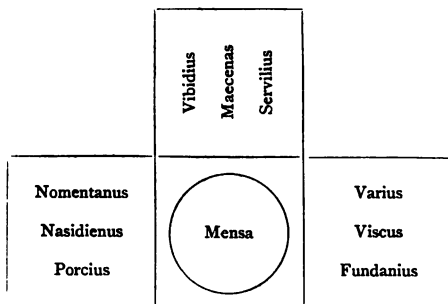 Vibidius
Maecenas
Servilius
Nomentanus
Varius
Nasidienus
Mensa
Viscus
Porcius
Fundanius